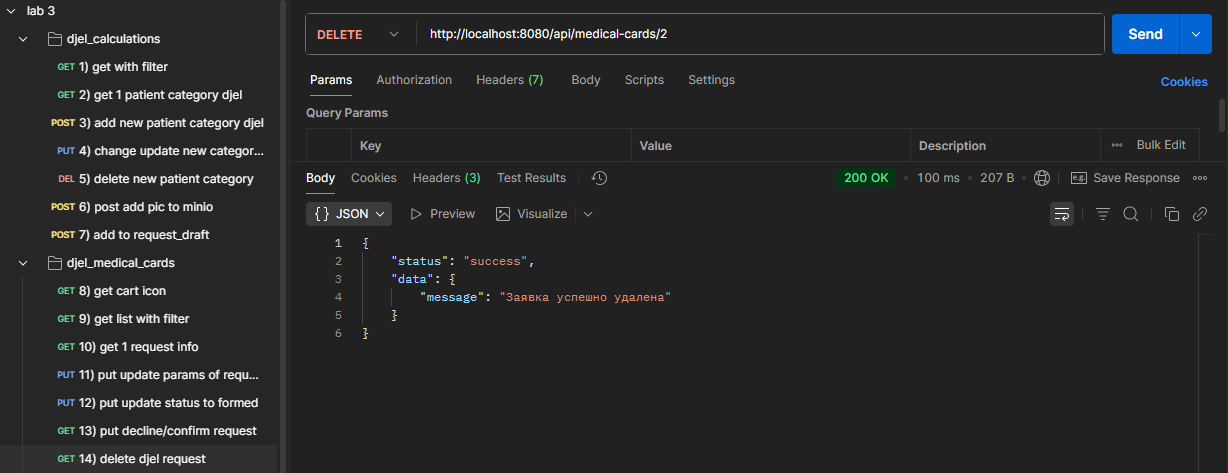 lab 3
djel_calculations
GET 1) get with filter
GET 2) get 1 patient category djel
POST 3) add new patient category djel
PUT 4) change update new categor...
DEL 5) delete new patient category
POST 6) post add pic to minio
POST 7) add to request_draft
djel_medical_cards
GET 8) get cart icon
GET 9) get list with filter
GET 10) get 1 request info
PUT 11) put update params of requ...
PUT 12) put update status to formed
GET 13) put decline/confirm request
GET 14) delete djel request
DELETE http://localhost:8080/api/medical-cards/2 Send
Params Authorization Headers (7) Body Scripts Settings Cookies
Query Params
Key Value Description Bulk Edit
Body Cookies Headers (3) Test Results 200 OK • 100 ms • 207 B e.g. Save Response
{} JSON Preview Visualize
1 {
2 "status": "success",
3 "data": {
4 "message": "Заявка успешно удалена"
5 }
6 }